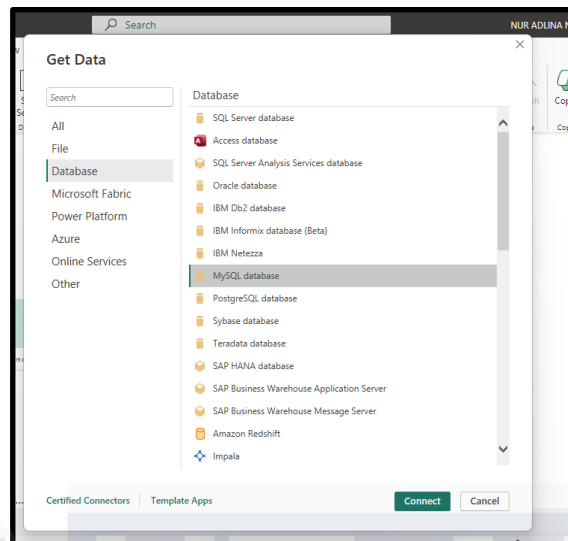 Search
NUR ADLINA N
Get Data
Search
All
File
Database
Microsoft Fabric
Power Platform
Azure
Online Services
Other
Database
SQL Server database
Access database
SQL Server Analysis Services database
Oracle database
IBM Db2 database
IBM Informix database (Beta)
IBM Netezza
MySQL database
PostgreSQL database
Sybase database
Teradata database
SAP HANA database
SAP Business Warehouse Application Server
SAP Business Warehouse Message Server
Amazon Redshift
Impala
Certified Connectors
Template Apps
Connect
Cancel